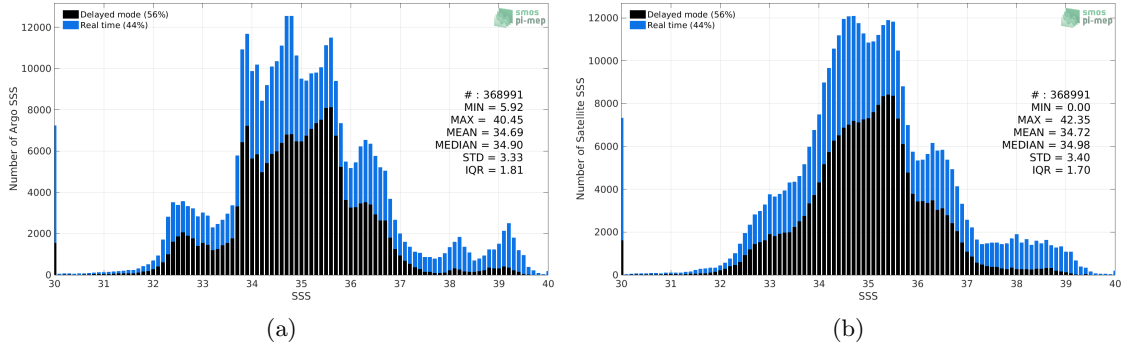 Delayed mode (56%)
Real time (44%)
smos
pi-mep
12000
10000
8000
6000
4000
2000
0
Number of Argo SSS
# : 368991
MIN = 5.92
MAX = 40.45
MEAN = 34.69
MEDIAN = 34.90
STD = 3.33
IQR = 1.81
30 31 32 33 34 35 36 37 38 39 40
SSS
(a)
Delayed mode (56%)
Real time (44%)
smos
pi-mep
12000
10000
8000
6000
4000
2000
0
Number of Satellite SSS
# : 368991
MIN = 0.00
MAX = 42.35
MEAN = 34.72
MEDIAN = 34.98
STD = 3.40
IQR = 1.70
30 31 32 33 34 35 36 37 38 39 40
SSS
(b)